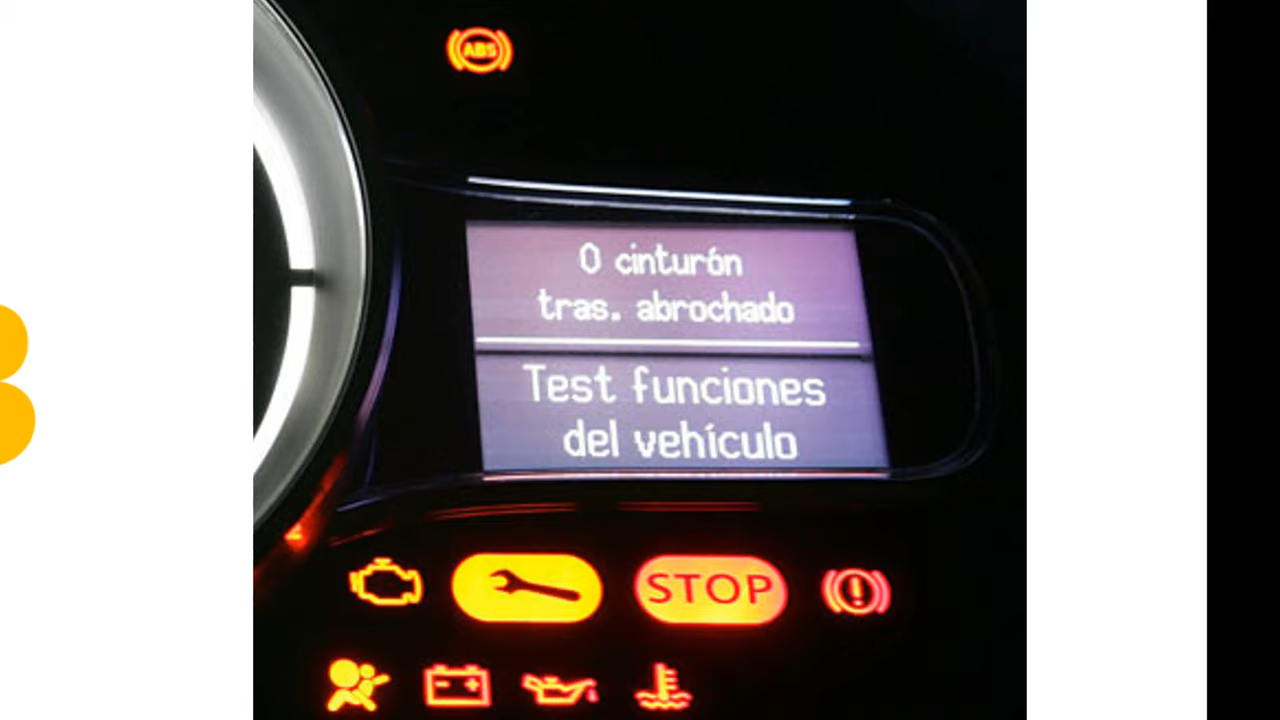 ABS
0 cinturón
tras. abrochado
Test funciones
del vehículo
STOP